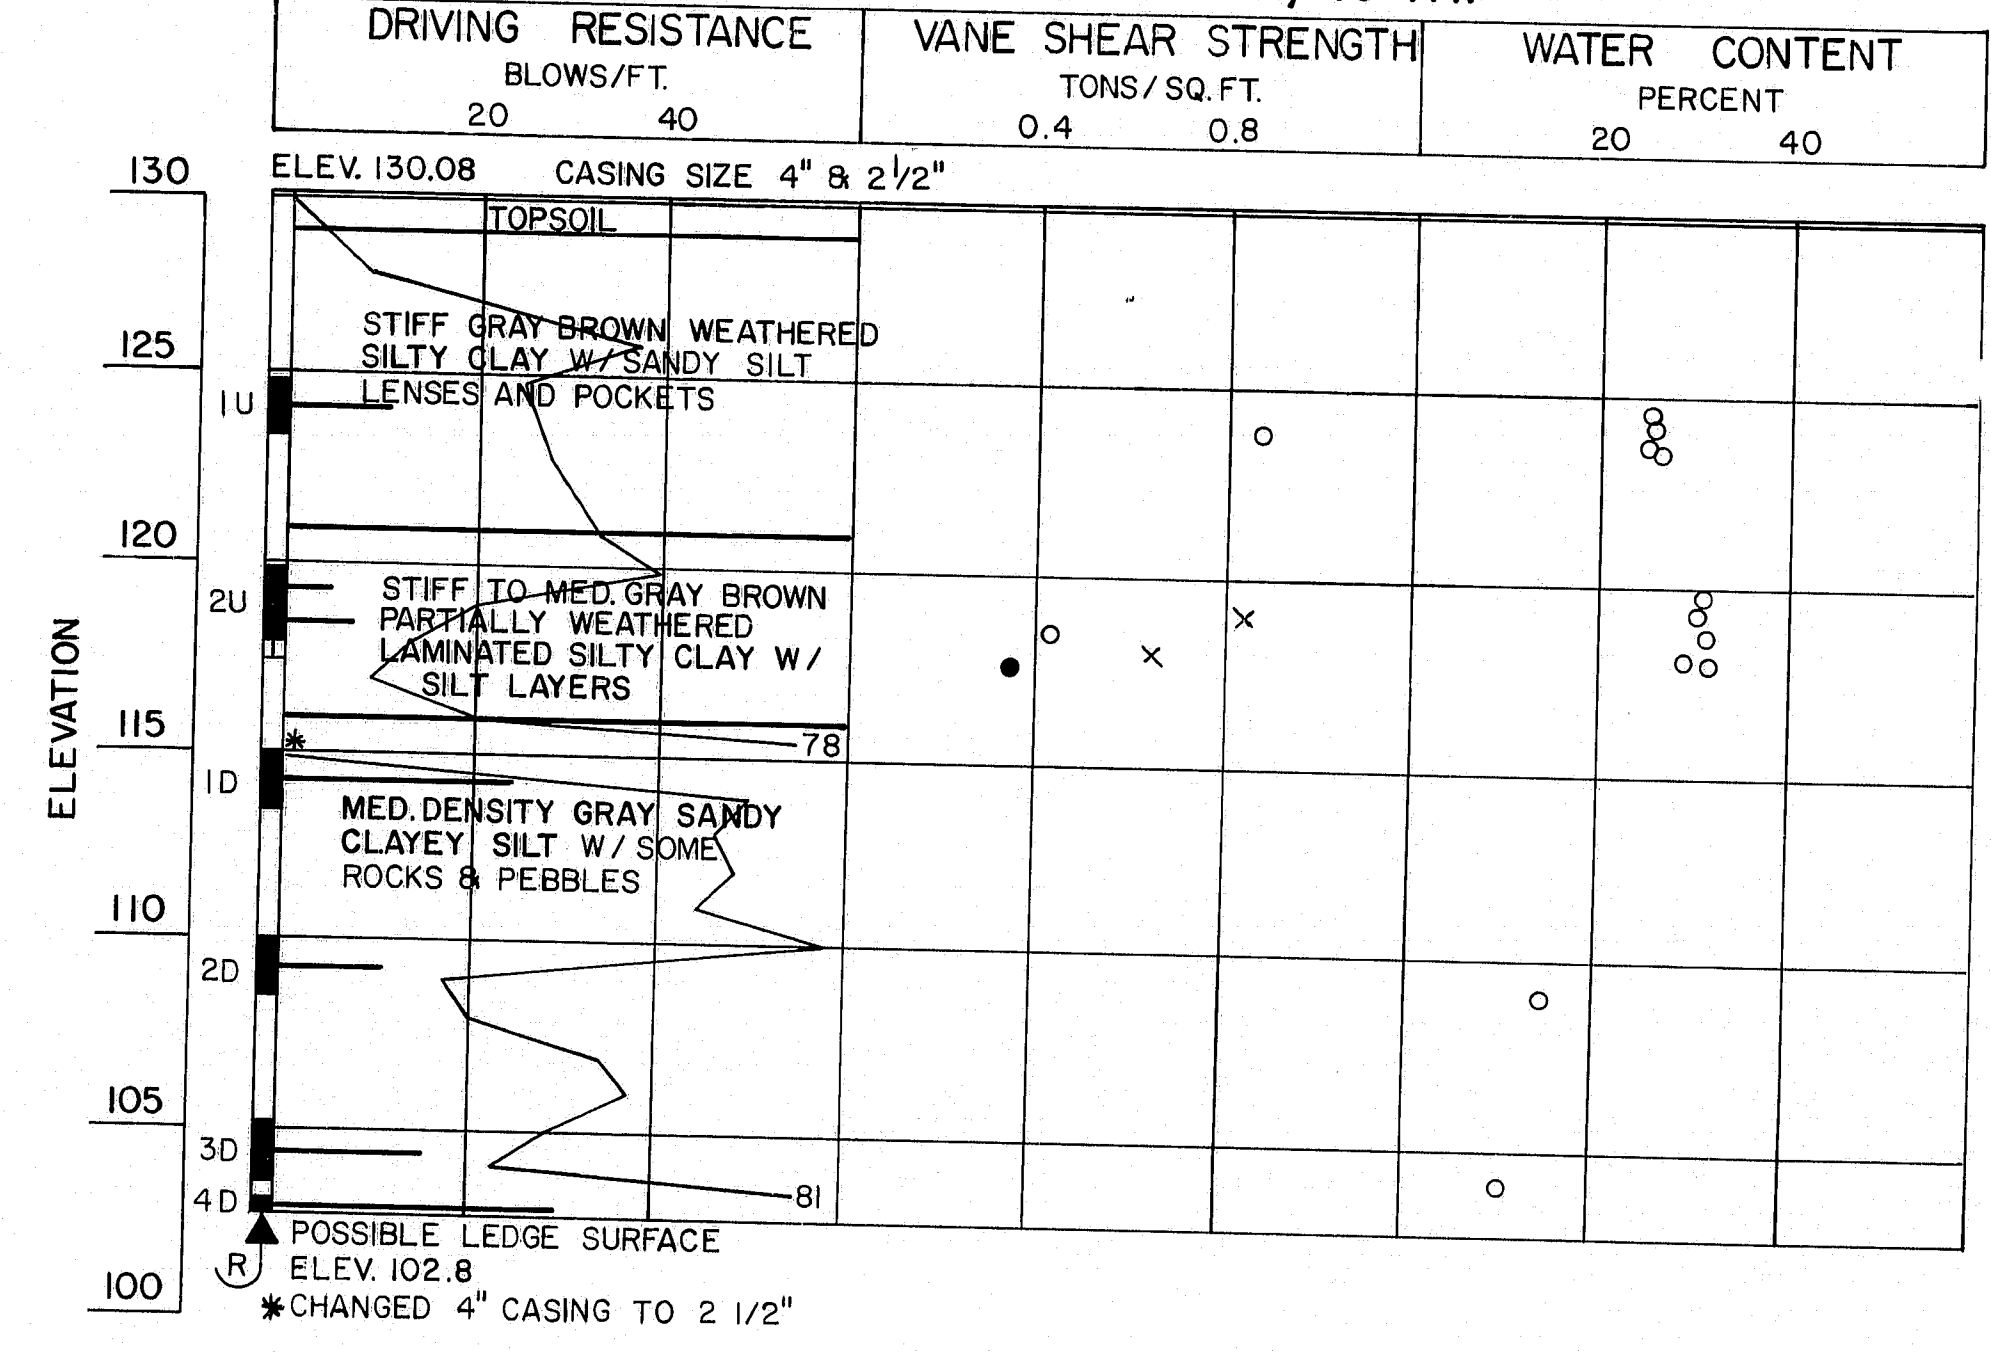 DRIVING RESISTANCE
BLOWS/FT.
20 40
VANE SHEAR STRENGTH
TONS/SQ.FT.
0.4 0.8
WATER CONTENT
PERCENT
20 40
ELEV. 130.08 CASING SIZE 4" & 2 1/2"
ELEVATION
130
125
120
115
110
105
100
TOPSOIL
STIFF GRAY BROWN WEATHERED
SILTY CLAY W/SANDY SILT
LENSES AND POCKETS
1U
2U
STIFF TO MED. GRAY BROWN
PARTIALLY WEATHERED
LAMINATED SILTY CLAY W/
SILT LAYERS
*
78
1D
MED. DENSITY GRAY SANDY
CLAYEY SILT W/SOME
ROCKS & PEBBLES
2D
3D
4D
81
POSSIBLE LEDGE SURFACE
R
ELEV. 102.8
*CHANGED 4" CASING TO 2 1/2"